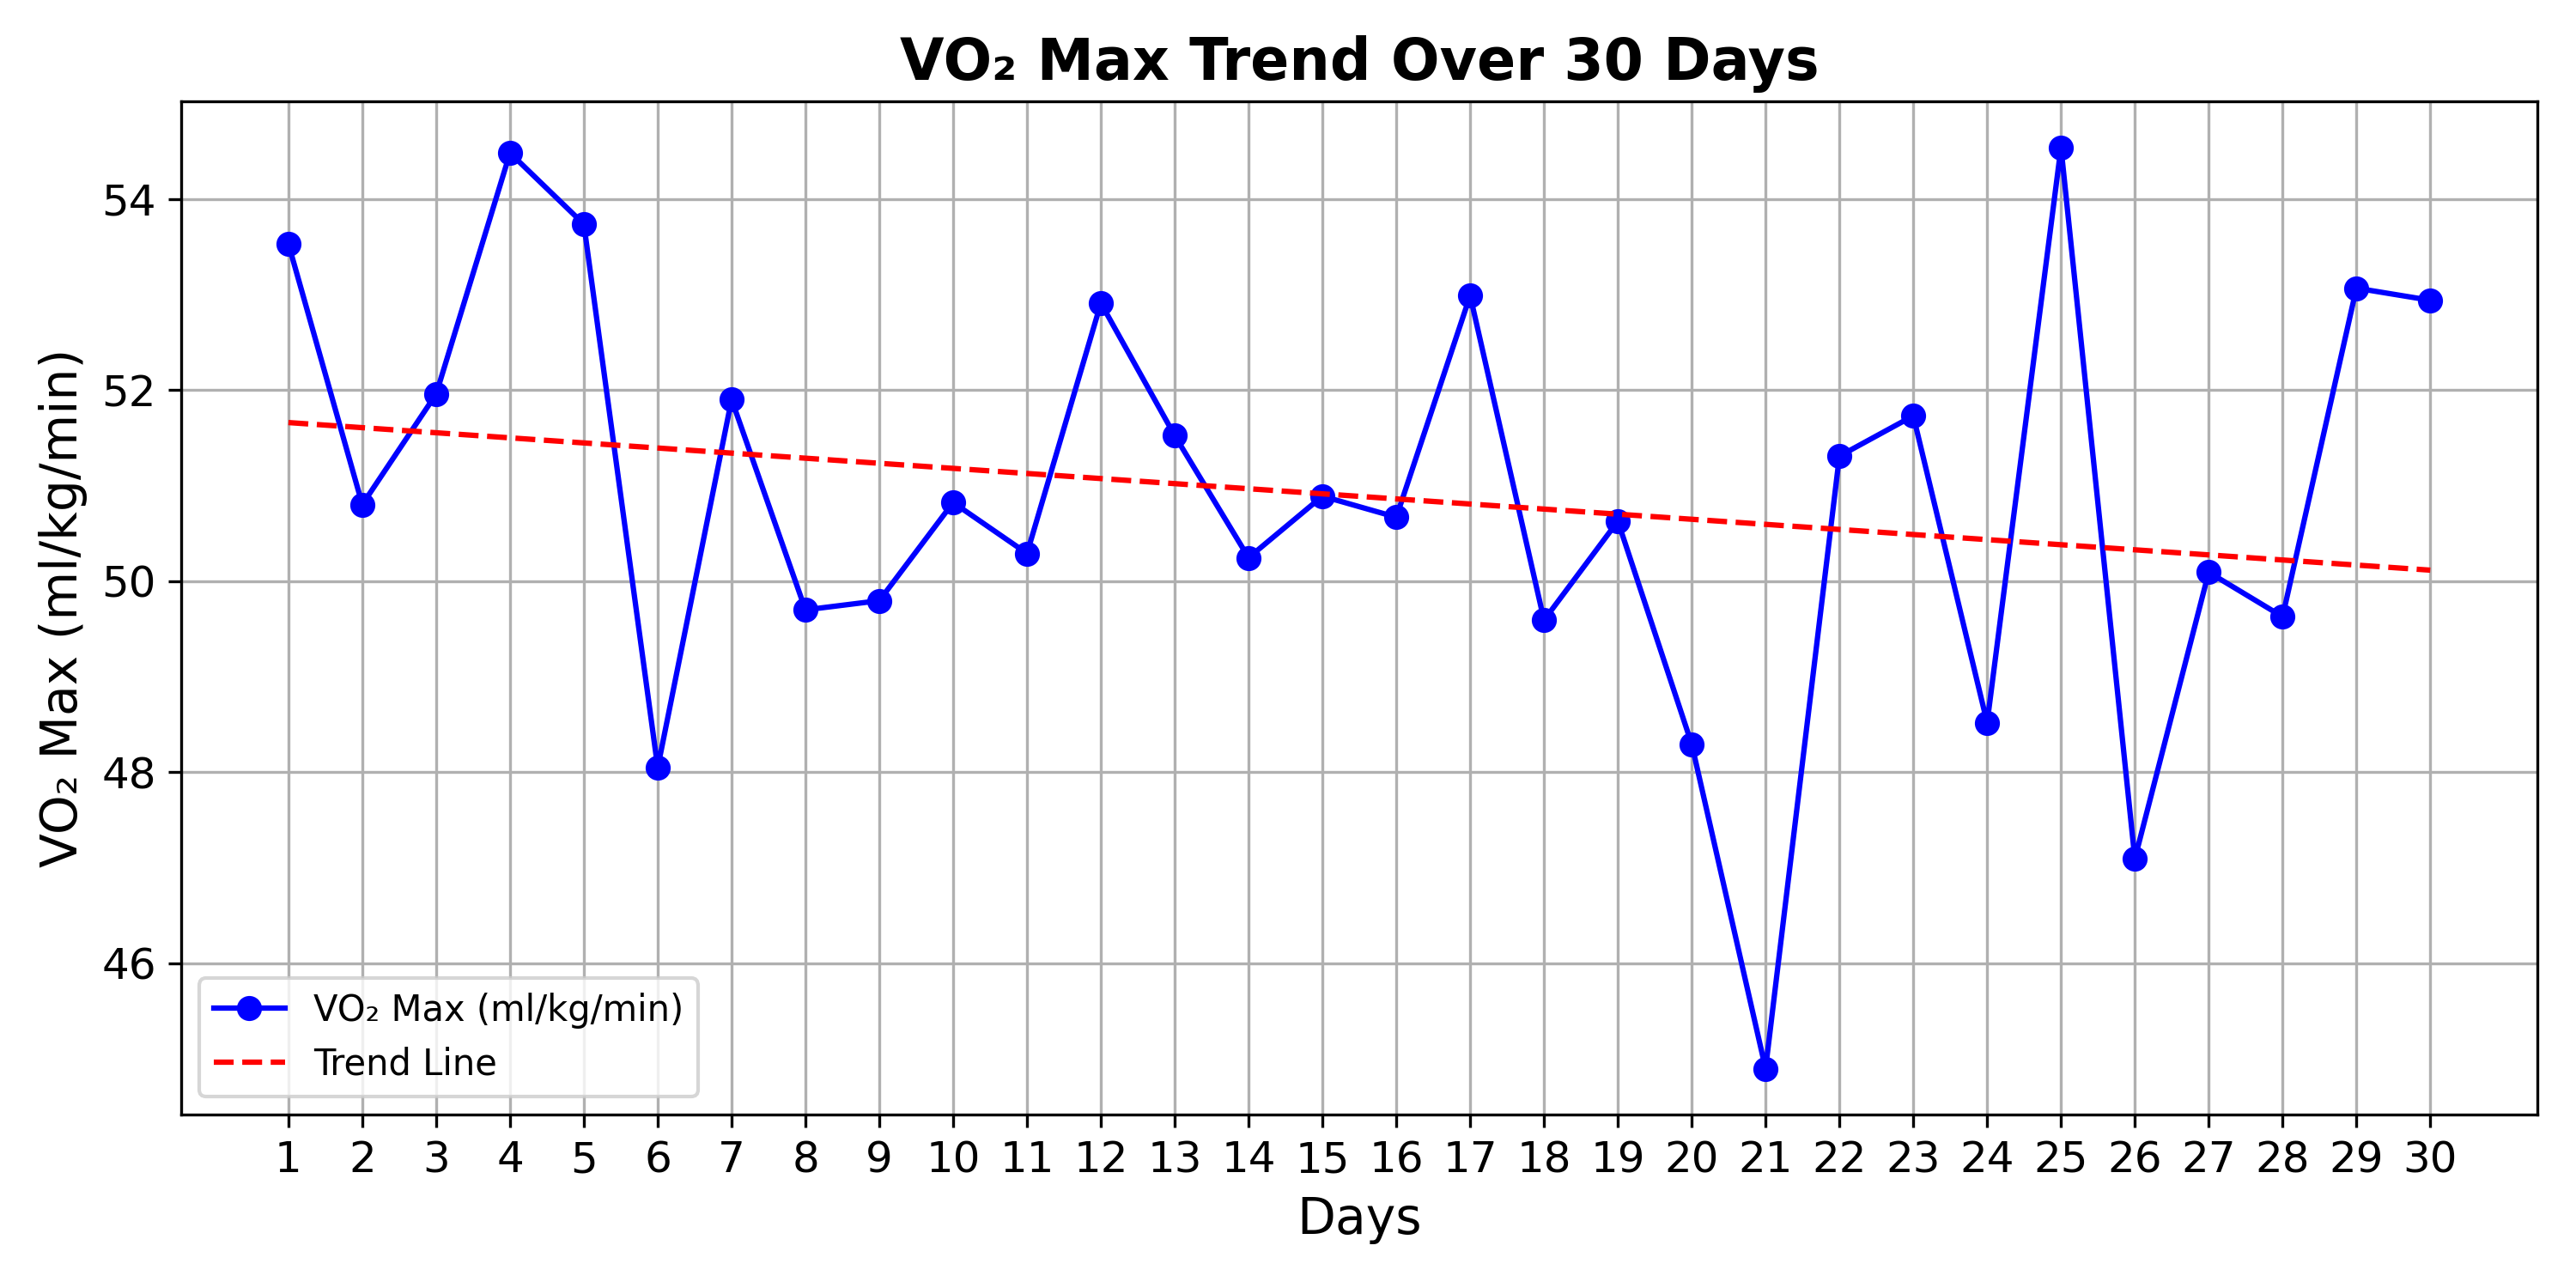 VO₂ Max Trend Over 30 Days
VO₂ Max (ml/kg/min)
54
52
50
48
46
VO₂ Max (ml/kg/min)
Trend Line
1 2 3 4 5 6 7 8 9 10 11 12 13 14 15 16 17 18 19 20 21 22 23 24 25 26 27 28 29 30
Days